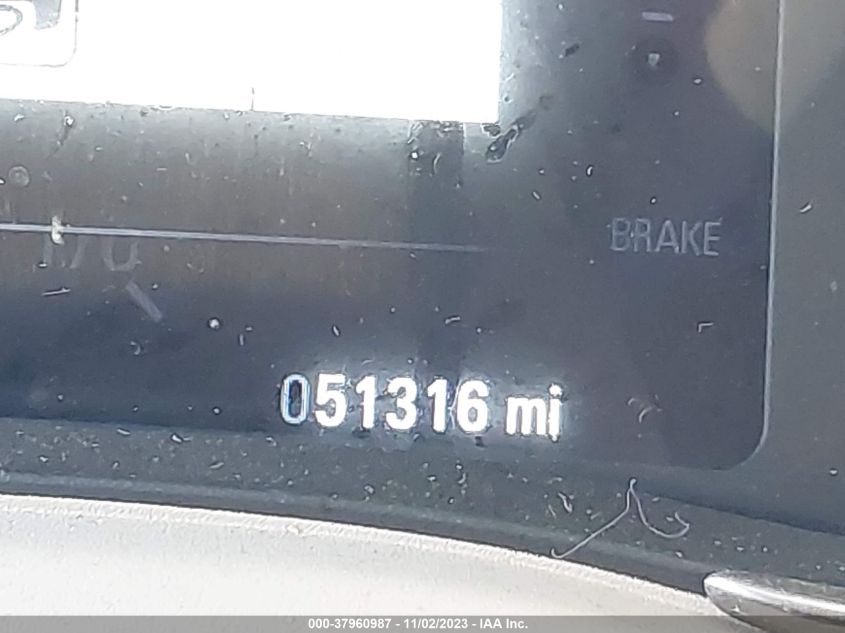 BRAKE
051316 mi
000-37960987 - 11/02/2023 - IAA Inc.